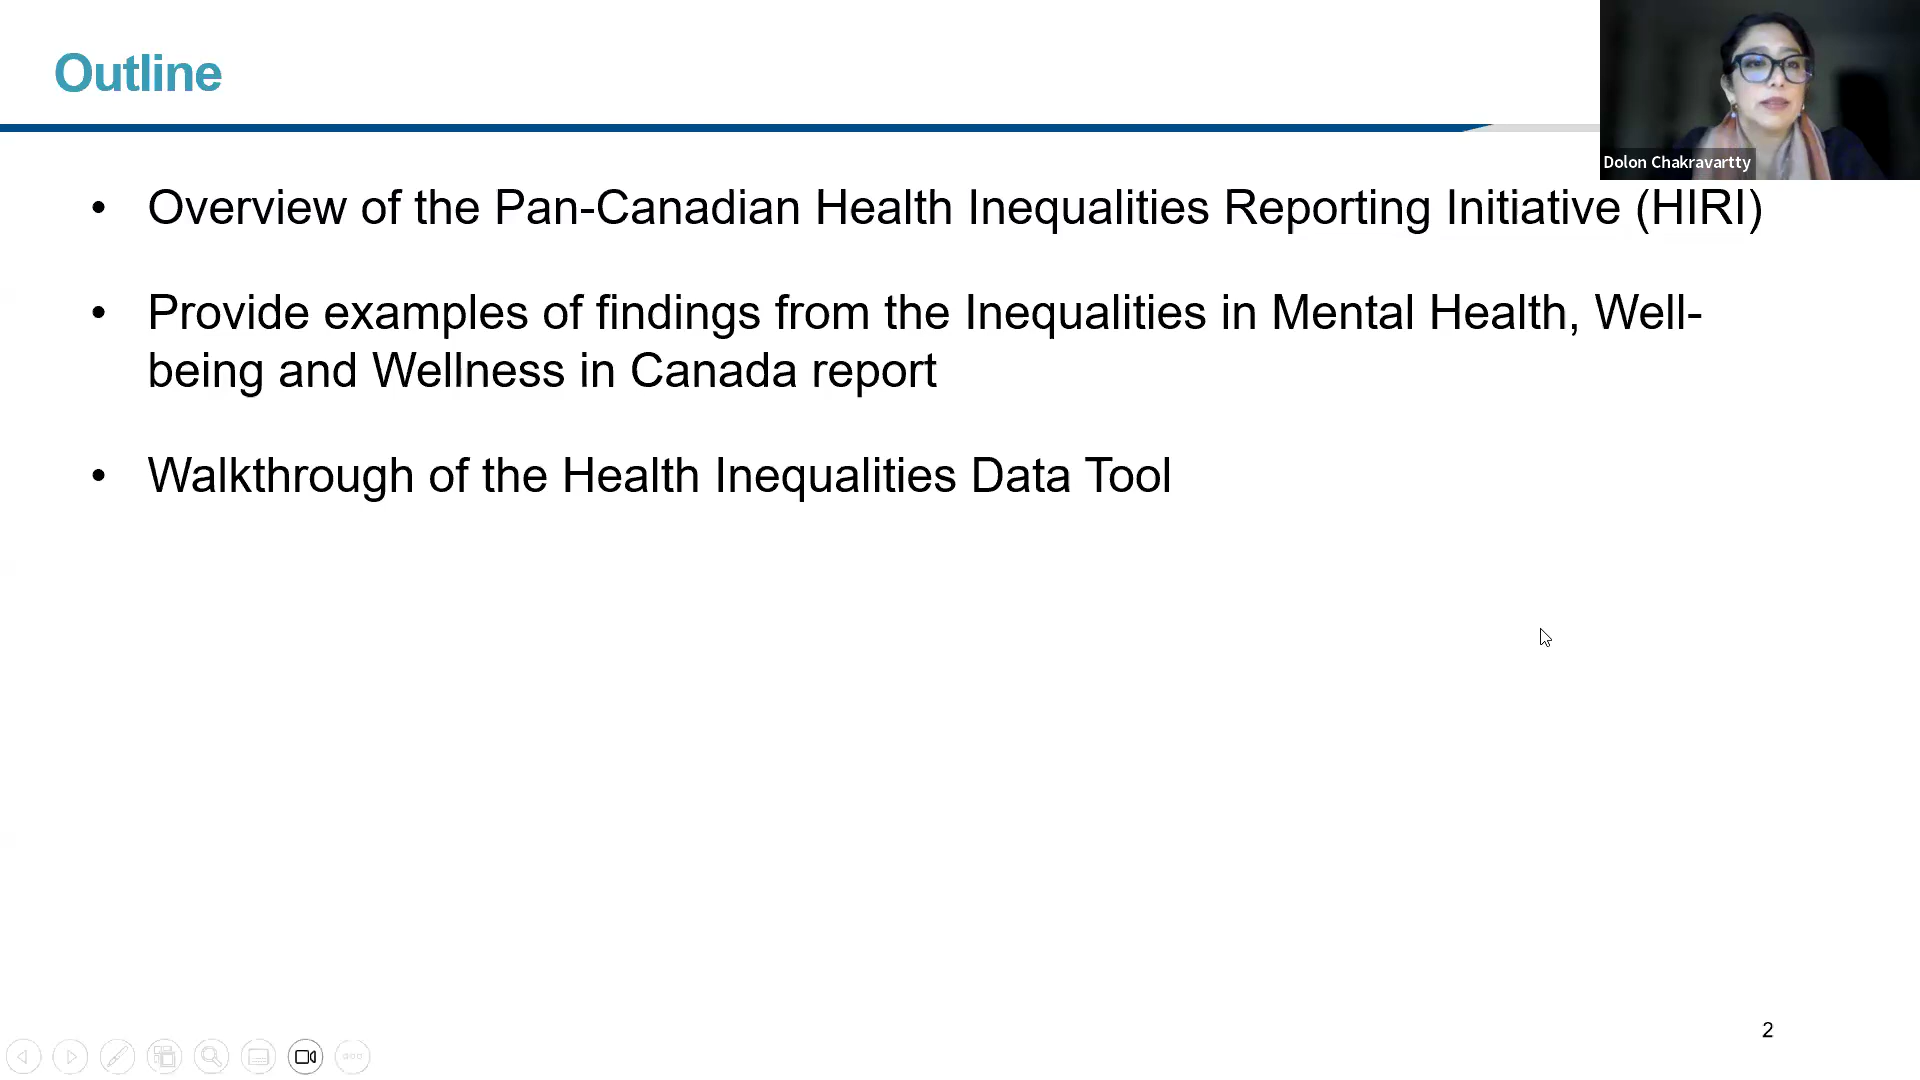 Outline
Dolon Chakravartty
• Overview of the Pan-Canadian Health Inequalities Reporting Initiative (HIRI)
• Provide examples of findings from the Inequalities in Mental Health, Well-
being and Wellness in Canada report
• Walkthrough of the Health Inequalities Data Tool
2